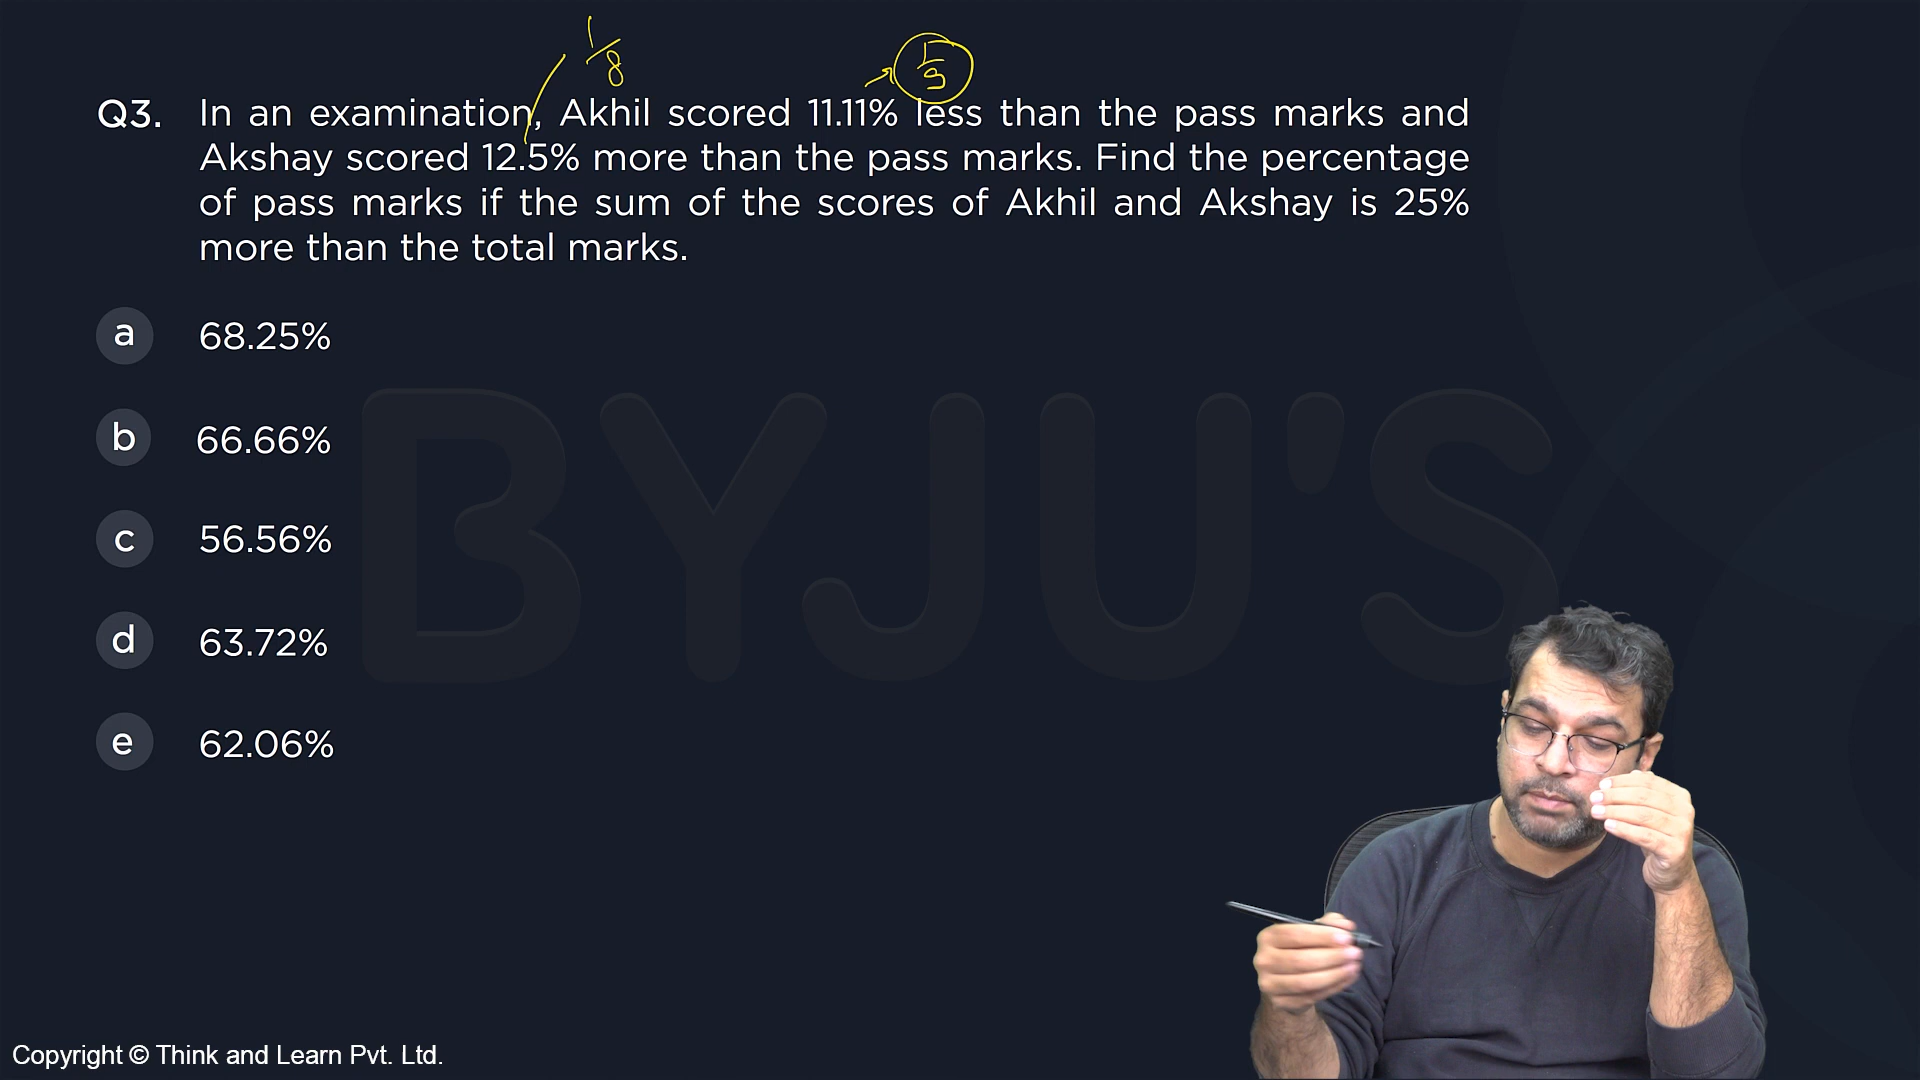 1/8
1/9
Q3. In an examination, Akhil scored 11.11% less than the pass marks and
Akshay scored 12.5% more than the pass marks. Find the percentage
of pass marks if the sum of the scores of Akhil and Akshay is 25%
more than the total marks.
a 68.25%
b 66.66%
c 56.56%
d 63.72%
e 62.06%
BYJU'S
Copyright © Think and Learn Pvt. Ltd.